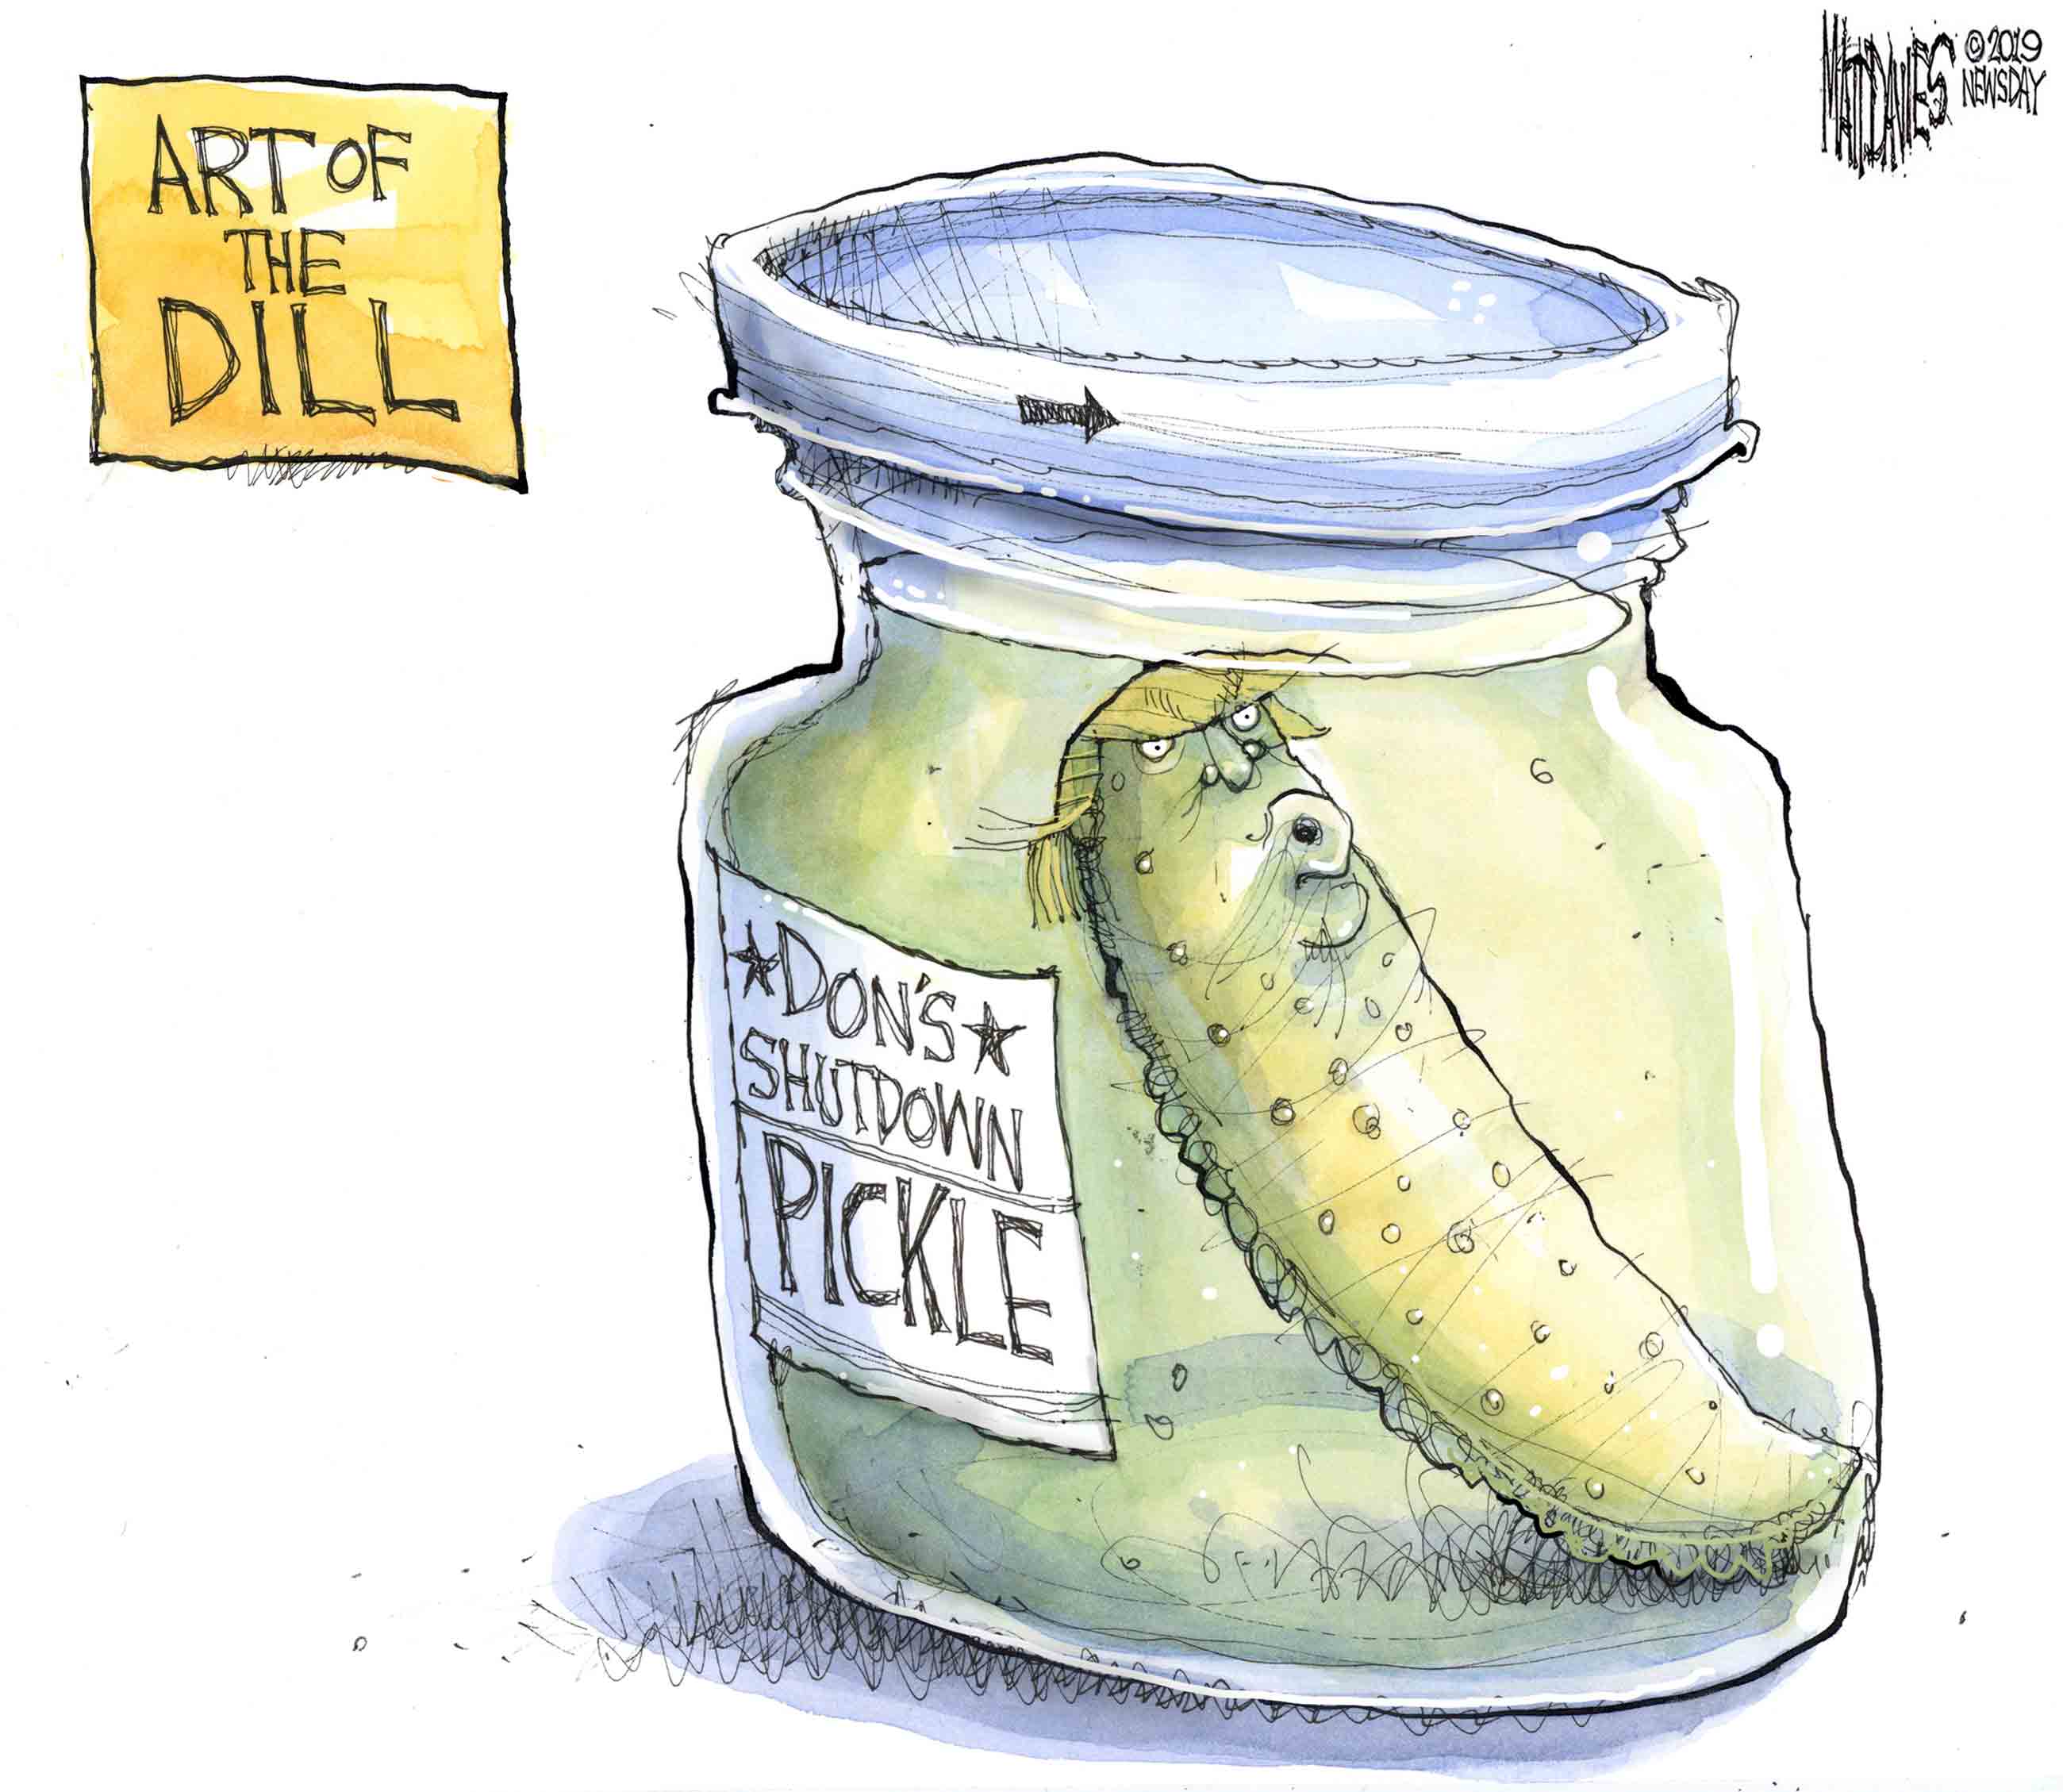 ART OF
THE
DILL
MATT DAVIES
© 2019
NEWSDAY
DON'S
SHUTDOWN
PICKLE